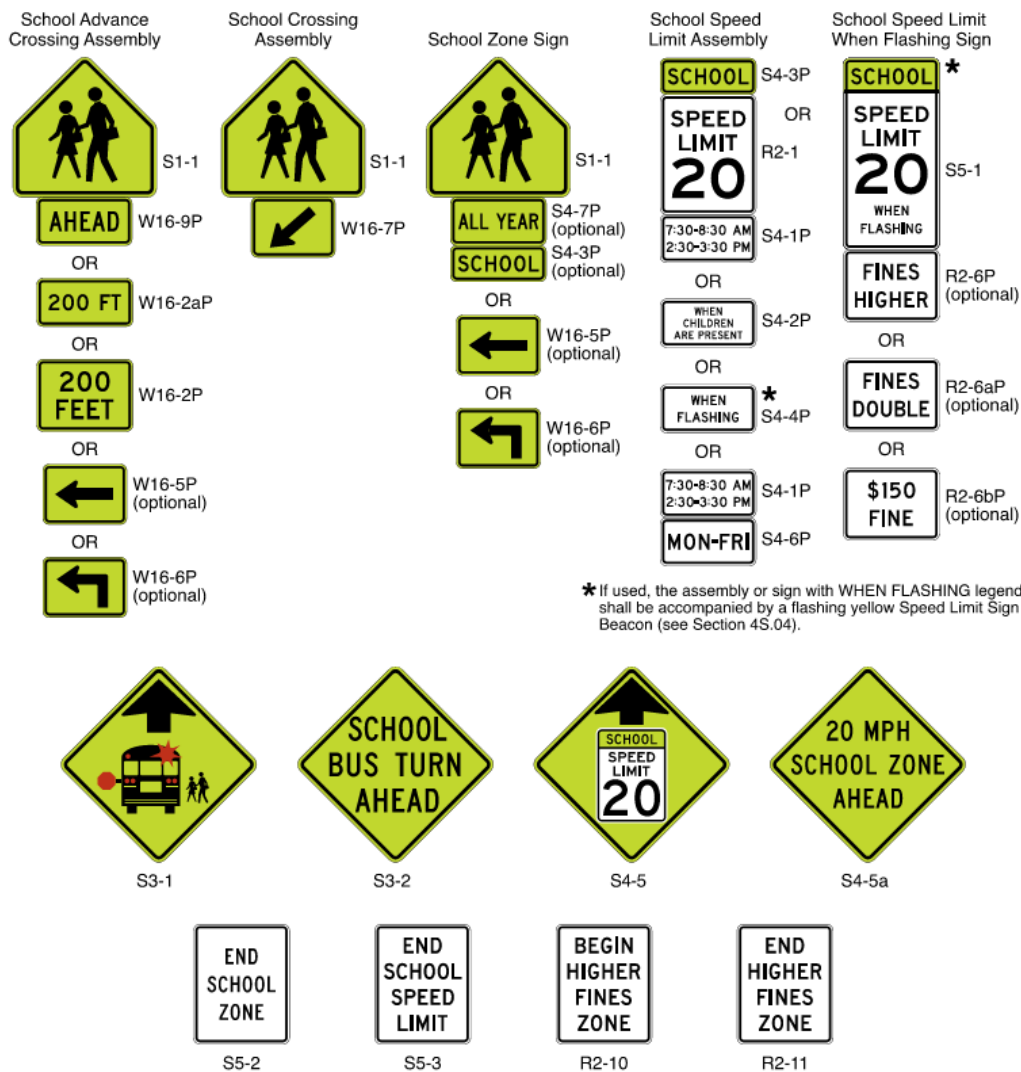 School Advance
Crossing Assembly
S1-1
AHEAD
W16-9P
OR
200 FT
W16-2aP
OR
200
FEET
W16-2P
OR
W16-5P
(optional)
OR
W16-6P
(optional)
School Crossing
Assembly
S1-1
W16-7P
School Zone Sign
S1-1
ALL YEAR
S4-7P
(optional)
SCHOOL
S4-3P
(optional)
OR
W16-5P
(optional)
OR
W16-6P
(optional)
School Speed
Limit Assembly
SCHOOL
S4-3P
OR
SPEED
LIMIT
20
R2-1
7:30-8:30 AM
2:30-3:30 PM
S4-1P
OR
WHEN
CHILDREN
ARE PRESENT
S4-2P
OR
WHEN
FLASHING
*
S4-4P
OR
7:30-8:30 AM
2:30-3:30 PM
S4-1P
MON-FRI
S4-6P
School Speed Limit
When Flashing Sign
SCHOOL
*
SPEED
LIMIT
20
WHEN
FLASHING
S5-1
FINES
HIGHER
R2-6P
(optional)
OR
FINES
DOUBLE
R2-6aP
(optional)
OR
$150
FINE
R2-6bP
(optional)
* If used, the assembly or sign with WHEN FLASHING legend
shall be accompanied by a flashing yellow Speed Limit Sign
Beacon (see Section 4S.04).
S3-1
SCHOOL
BUS TURN
AHEAD
S3-2
SCHOOL
SPEED
LIMIT
20
S4-5
20 MPH
SCHOOL ZONE
AHEAD
S4-5a
END
SCHOOL
ZONE
S5-2
END
SCHOOL
SPEED
LIMIT
S5-3
BEGIN
HIGHER
FINES
ZONE
R2-10
END
HIGHER
FINES
ZONE
R2-11